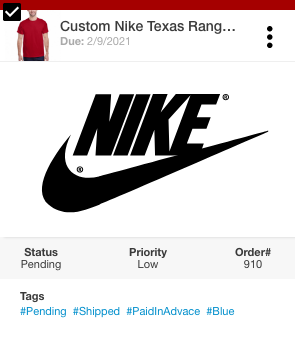 Custom Nike Texas Rang...
Due: 2/9/2021
NIKE®
®
Status Priority Order#
Pending Low 910
Tags
#Pending #Shipped #PaidInAdvace #Blue